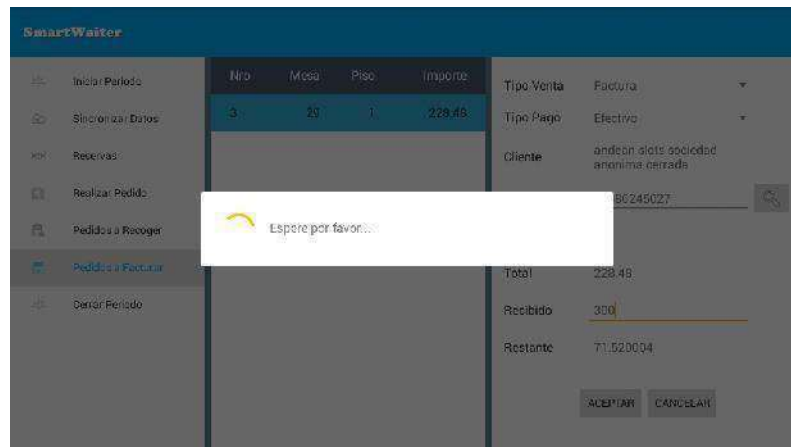 SmartWaiter
Iniciar Periodo
Sincronizar Datos
Reservas
Realizar Pedido
Pedidos a Recoger
Pedidos a Facturar
Cerrar Periodo
Nro Mesa Piso Importe
3 29 1 228.48
Espere por favor...
Tipo Venta Factura
Tipo Pago Efectivo
Cliente andean slots sociedad
anonima cerrada
80245027
Total 228.48
Recibido 300
Restante 71.520004
ACEPTAR CANCELAR